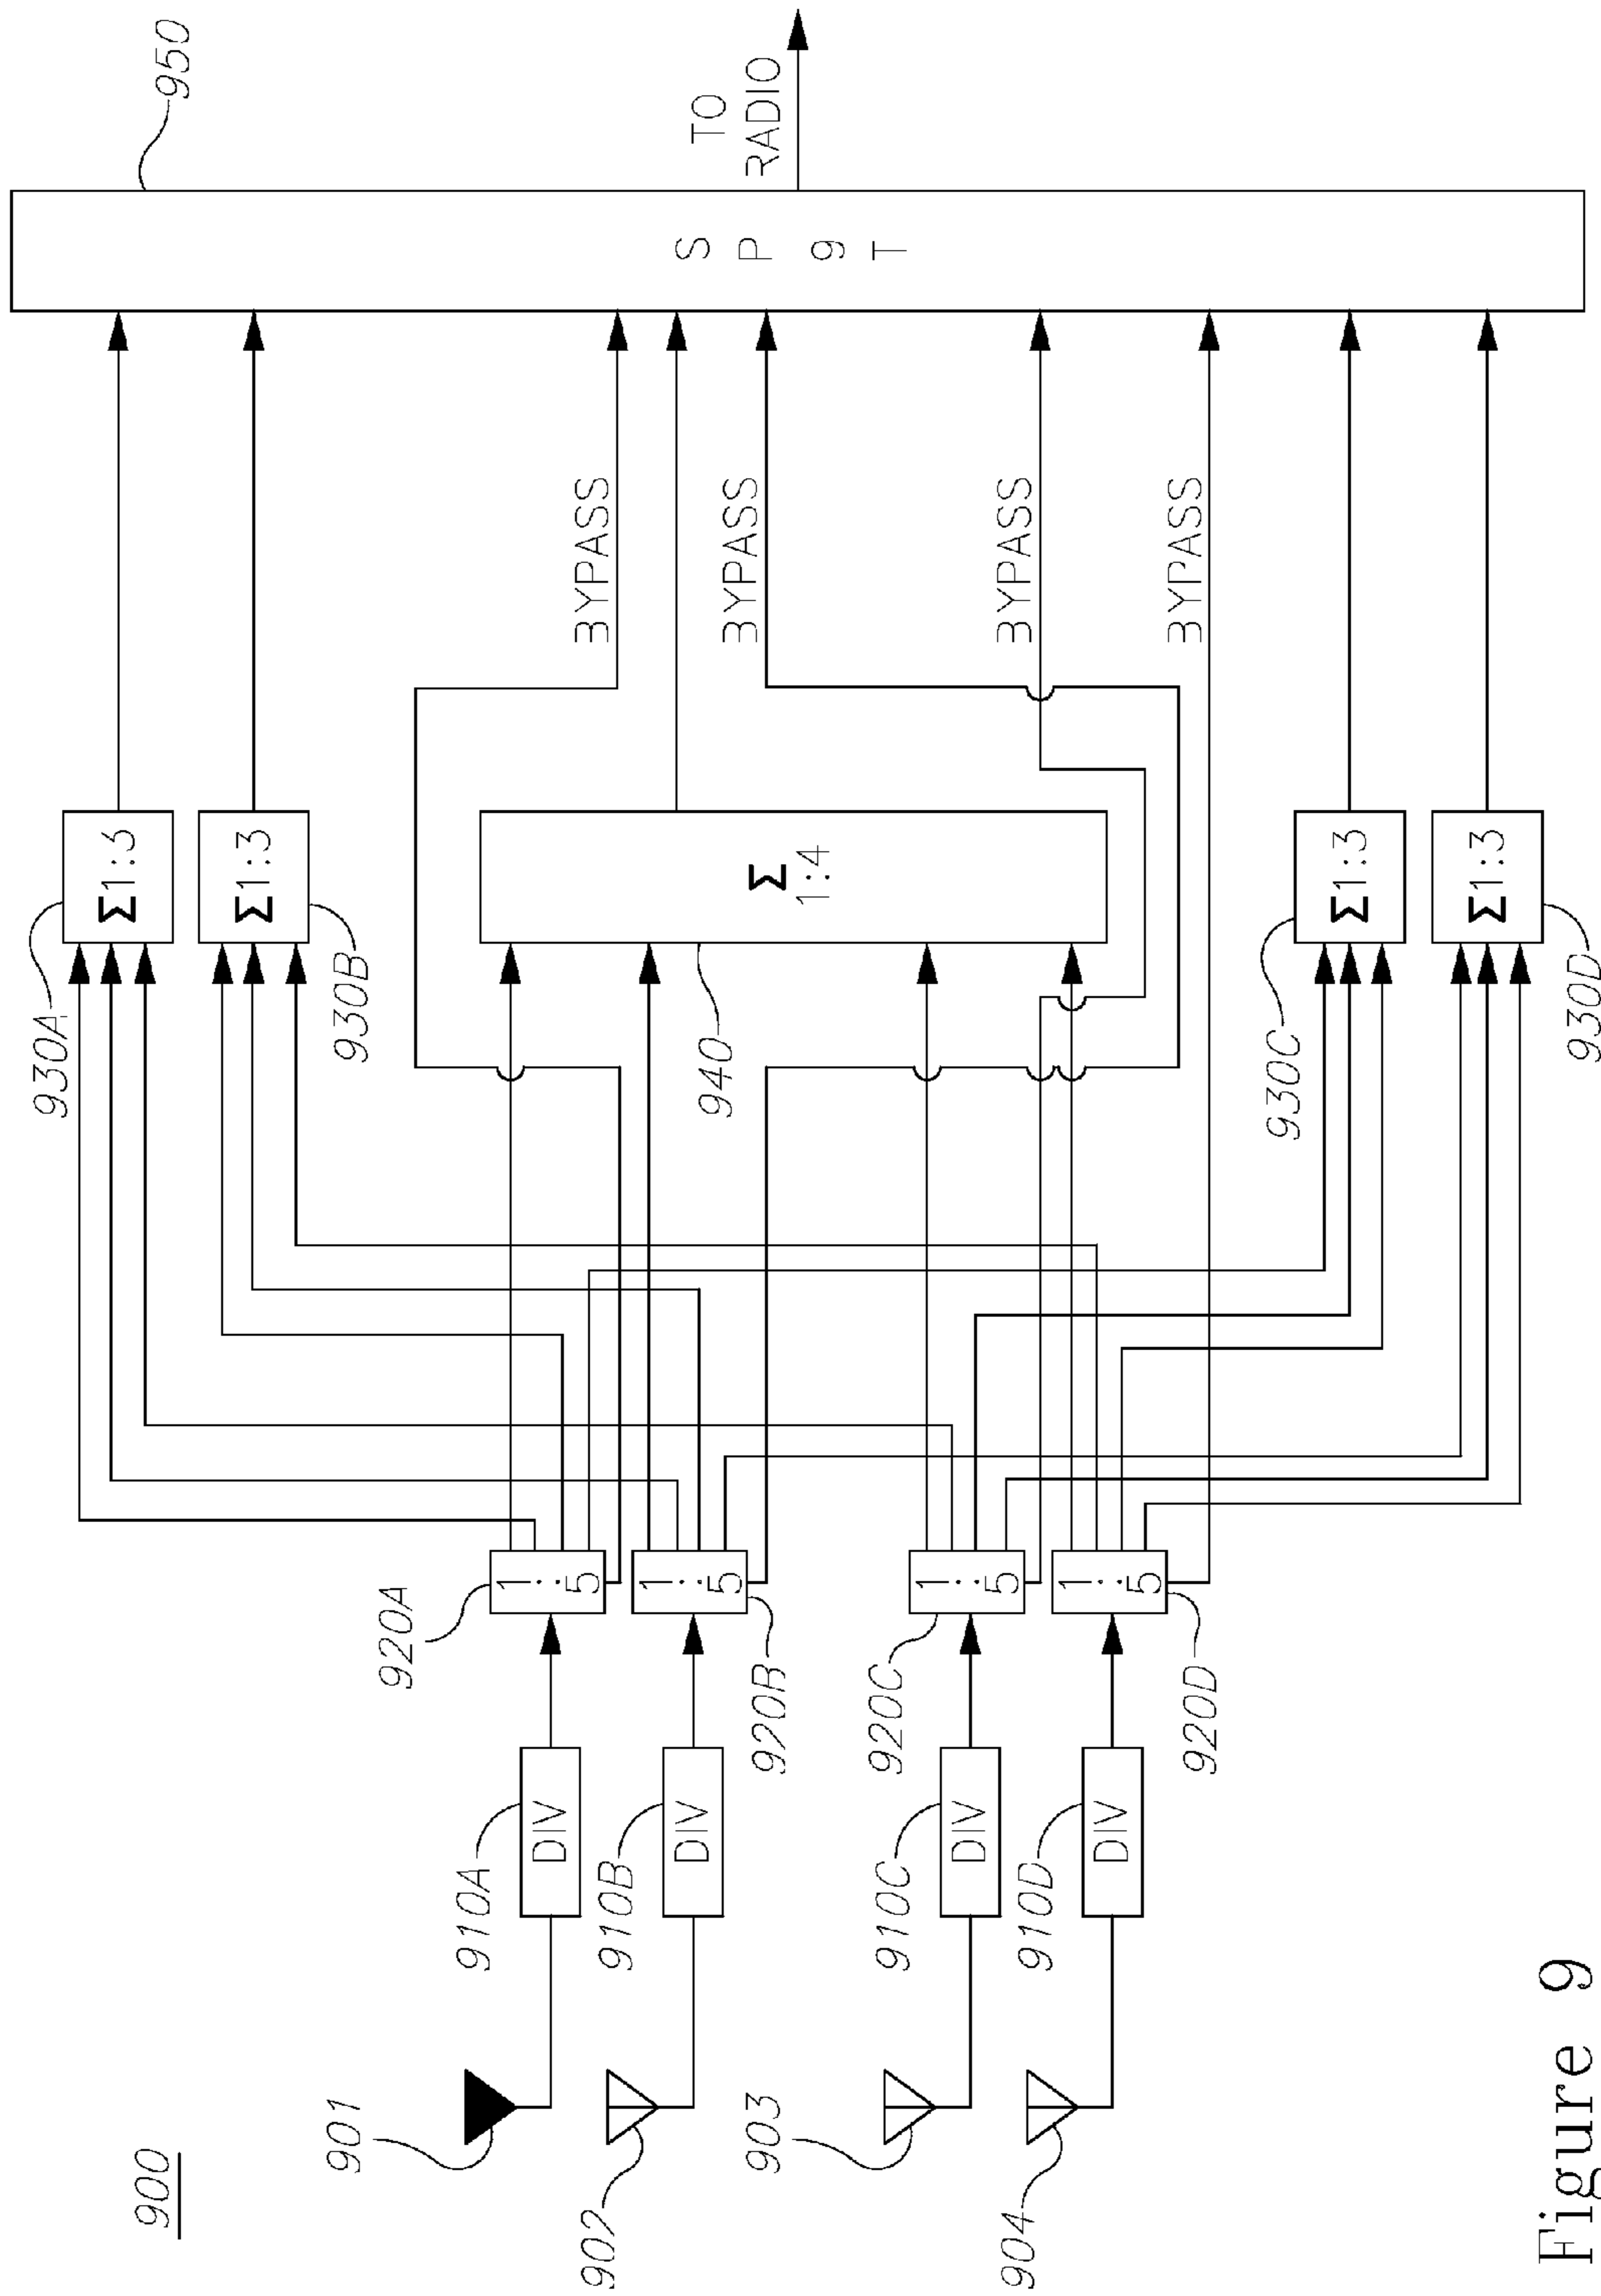 900
901
902
903
904
910A
DIV
910B
DIV
910C
DIV
910D
DIV
920A
1:5
920B
1:5
920C
1:5
920D
1:5
930A
Σ1:3
930B
Σ1:3
940
Σ
1:4
930C
Σ1:3
930D
Σ1:3
BYPASS
BYPASS
BYPASS
BYPASS
SP9T
950
TO
RADIO
Figure 9